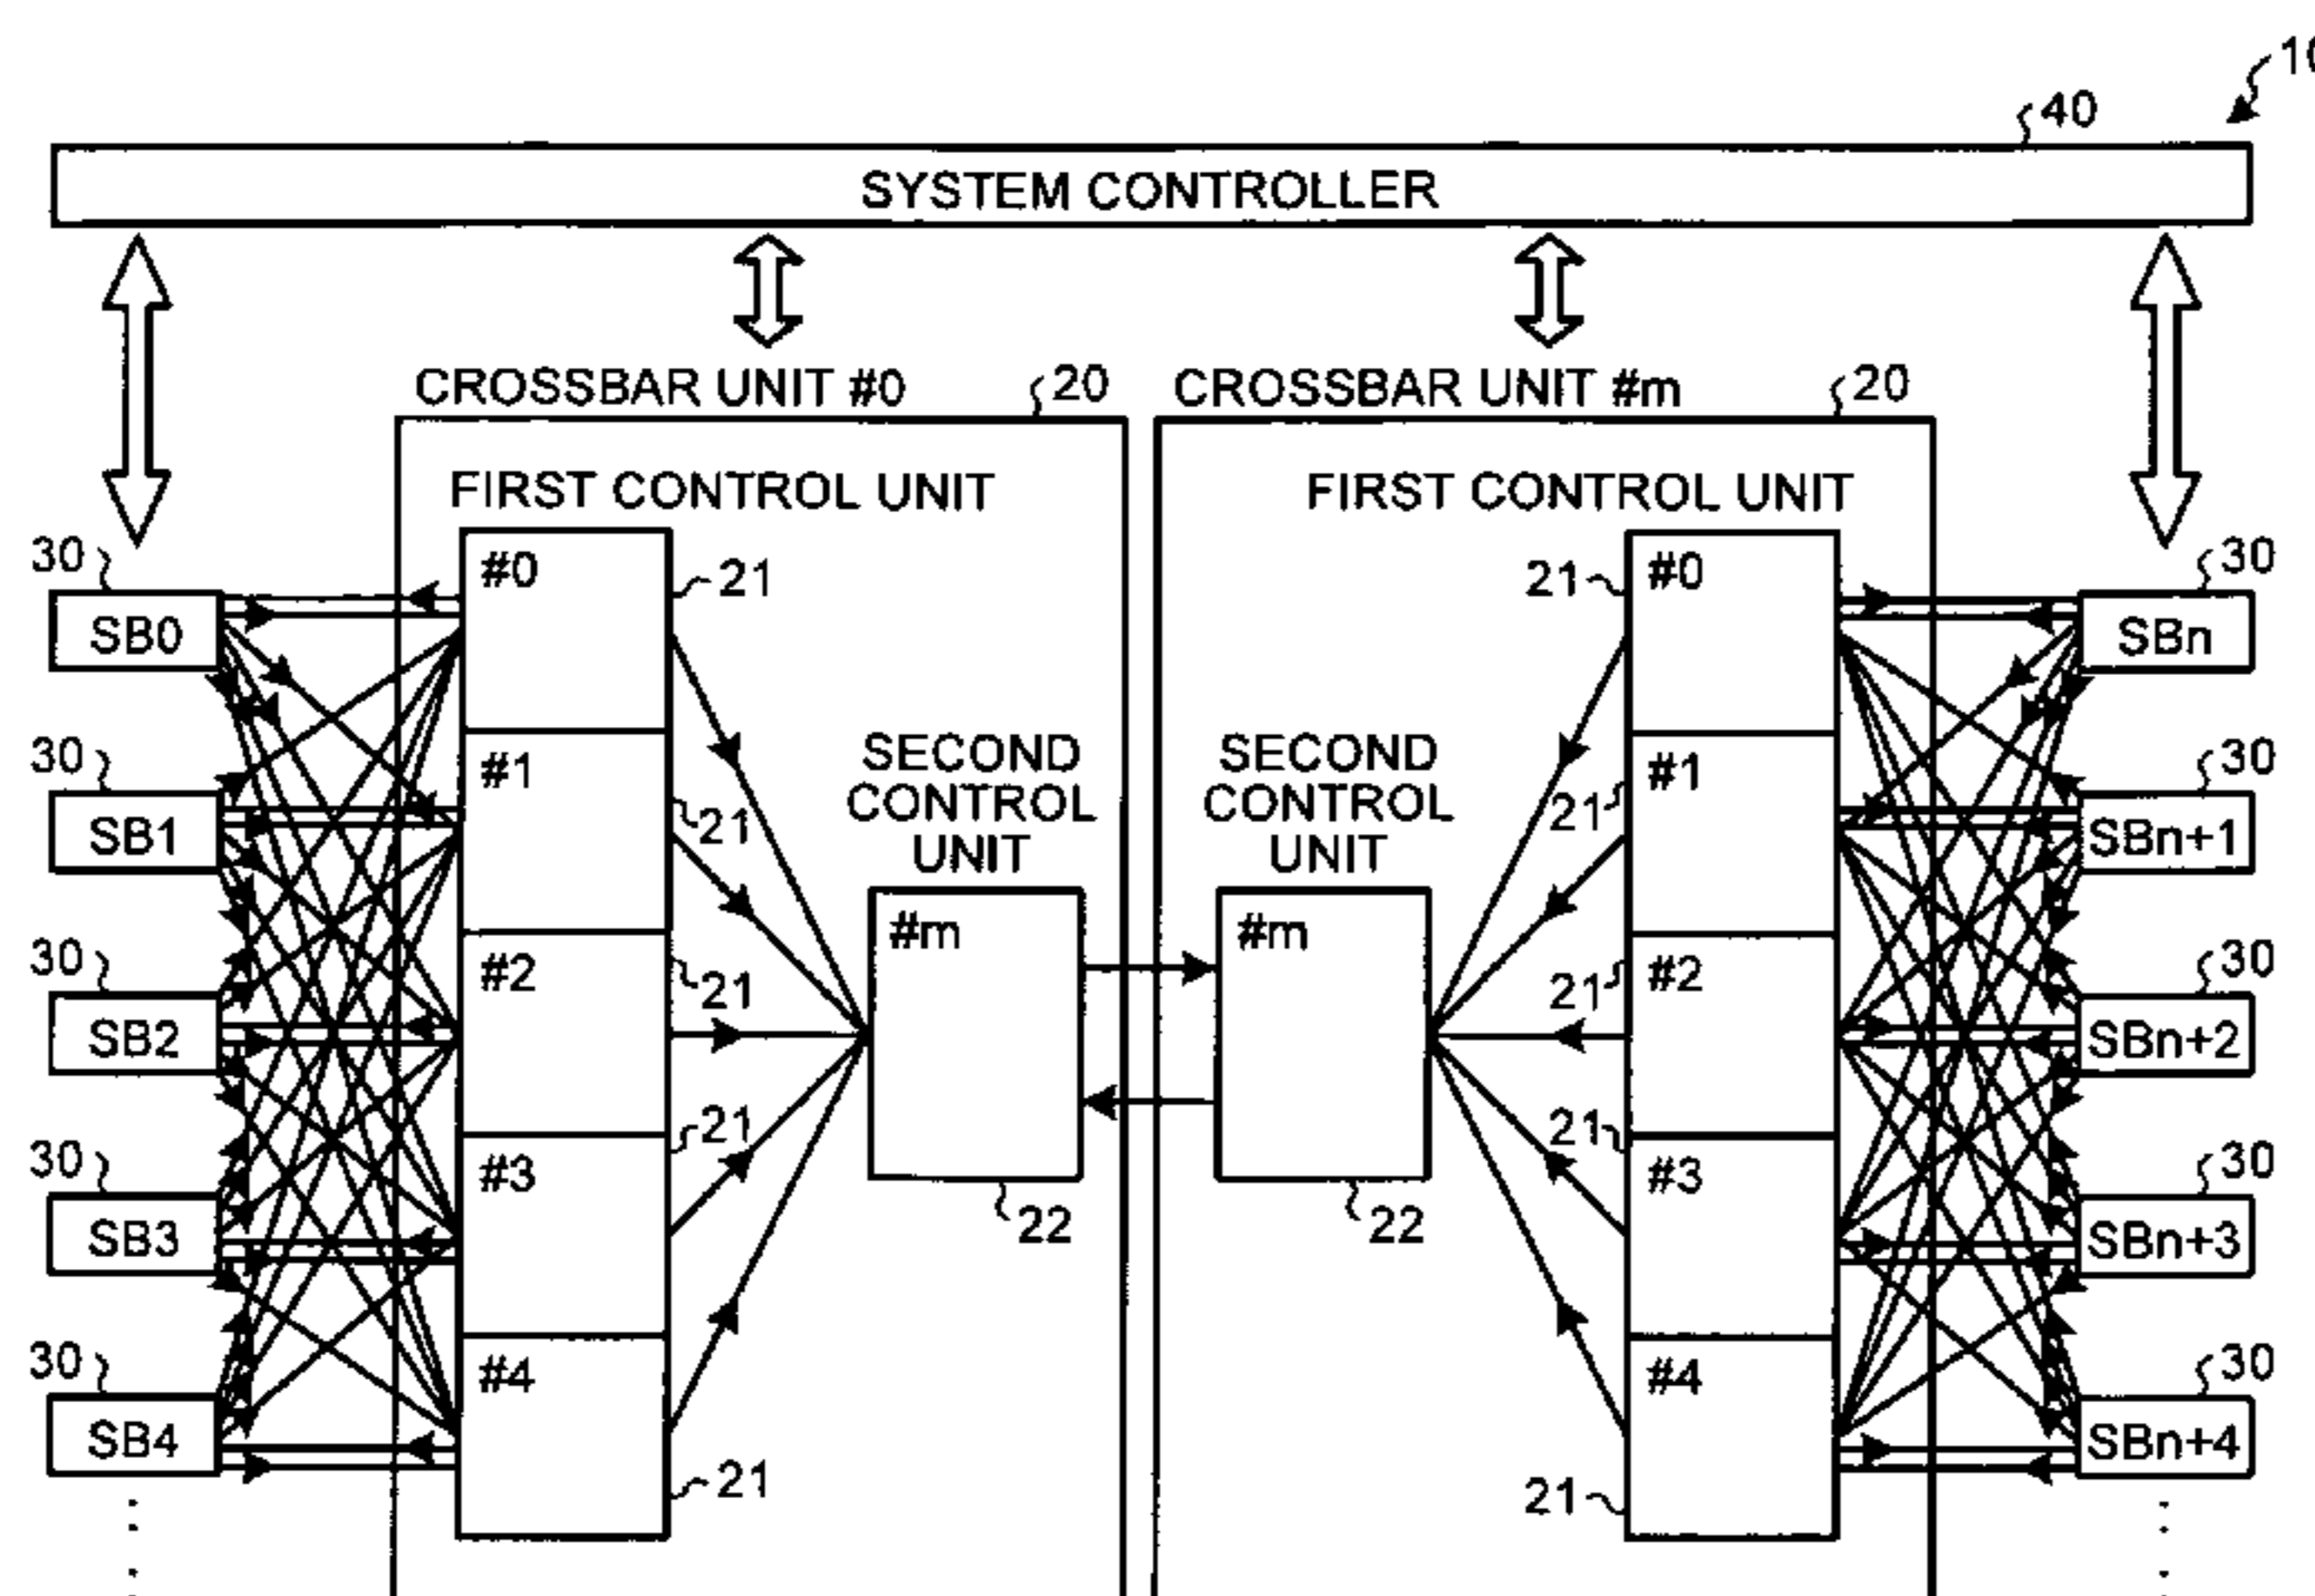 10
40
SYSTEM CONTROLLER
CROSSBAR UNIT #0
20
CROSSBAR UNIT #m
20
FIRST CONTROL UNIT
FIRST CONTROL UNIT
30
#0
21
21
#0
30
SB0
SBn
30
#1
21
SECOND
CONTROL
UNIT
SECOND
CONTROL
UNIT
21
#1
30
SB1
SBn+1
30
#2
21
#m
#m
21
#2
30
SB2
SBn+2
30
#3
21
22
22
21
#3
30
SB3
SBn+3
30
#4
21
21
#4
30
SB4
SBn+4